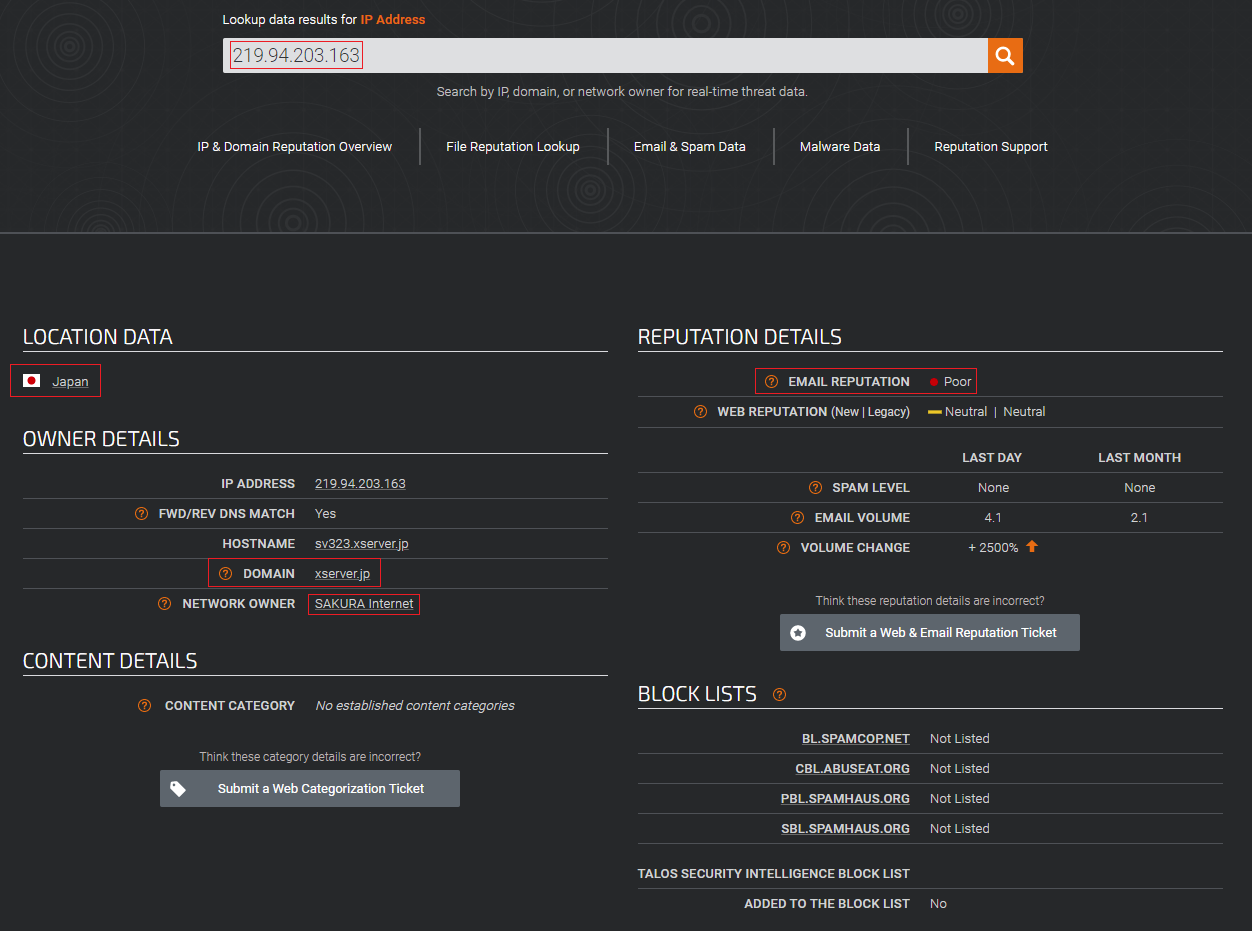 Lookup data results for IP Address
219.94.203.163
Search by IP, domain, or network owner for real-time threat data.
IP & Domain Reputation Overview
File Reputation Lookup
Email & Spam Data
Malware Data
Reputation Support
LOCATION DATA
Japan
OWNER DETAILS
IP ADDRESS 219.94.203.163
? FWD/REV DNS MATCH Yes
HOSTNAME sv323.xserver.jp
? DOMAIN xserver.jp
? NETWORK OWNER SAKURA Internet
CONTENT DETAILS
? CONTENT CATEGORY No established content categories
Think these category details are incorrect?
Submit a Web Categorization Ticket
REPUTATION DETAILS
? EMAIL REPUTATION Poor
? WEB REPUTATION (New | Legacy) Neutral | Neutral
LAST DAY LAST MONTH
? SPAM LEVEL None None
? EMAIL VOLUME 4.1 2.1
? VOLUME CHANGE + 2500%
Think these reputation details are incorrect?
Submit a Web & Email Reputation Ticket
BLOCK LISTS ?
BL.SPAMCOP.NET Not Listed
CBL.ABUSEAT.ORG Not Listed
PBL.SPAMHAUS.ORG Not Listed
SBL.SPAMHAUS.ORG Not Listed
TALOS SECURITY INTELLIGENCE BLOCK LIST
ADDED TO THE BLOCK LIST No